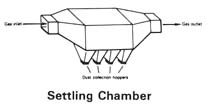 Gas inlet
Gas outlet
Dust collection hoppers
Settling Chamber